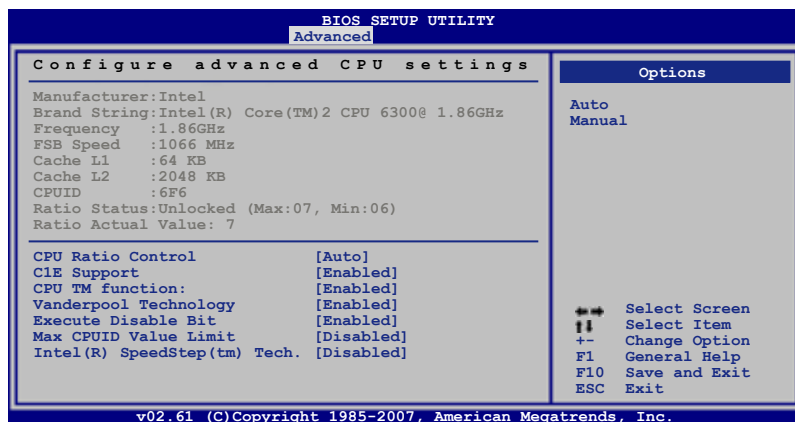 BIOS SETUP UTILITY
Advanced
Configure advanced CPU settings
Manufacturer:Intel
Brand String:Intel(R) Core(TM)2 CPU 6300@ 1.86GHz
Frequency :1.86GHz
FSB Speed :1066 MHz
Cache L1 :64 KB
Cache L2 :2048 KB
CPUID :6F6
Ratio Status:Unlocked (Max:07, Min:06)
Ratio Actual Value: 7
CPU Ratio Control [Auto]
C1E Support [Enabled]
CPU TM function: [Enabled]
Vanderpool Technology [Enabled]
Execute Disable Bit [Enabled]
Max CPUID Value Limit [Disabled]
Intel(R) SpeedStep(tm) Tech. [Disabled]
Options
Auto
Manual
←→ Select Screen
↑↓ Select Item
+- Change Option
F1 General Help
F10 Save and Exit
ESC Exit
v02.61 (C)Copyright 1985-2007, American Megatrends, Inc.